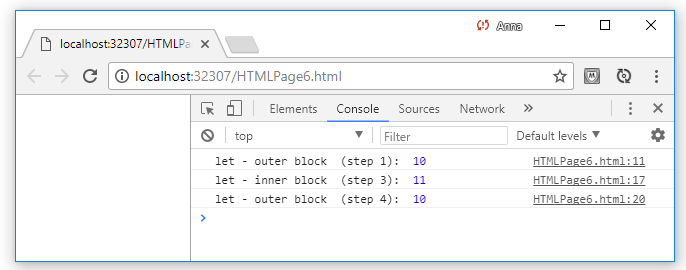 Anna
localhost:32307/HTMLPa
localhost:32307/HTMLPage6.html
Elements Console Sources Network »
top Filter Default levels
let - outer block (step 1): 10 HTMLPage6.html:11
let - inner block (step 3): 11 HTMLPage6.html:17
let - outer block (step 4): 10 HTMLPage6.html:20